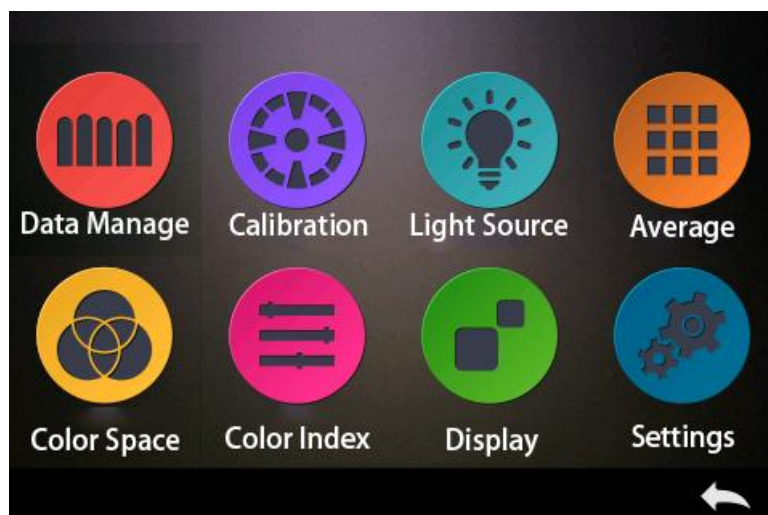 Data Manage
Calibration
Light Source
Average
Color Space
Color Index
Display
Settings